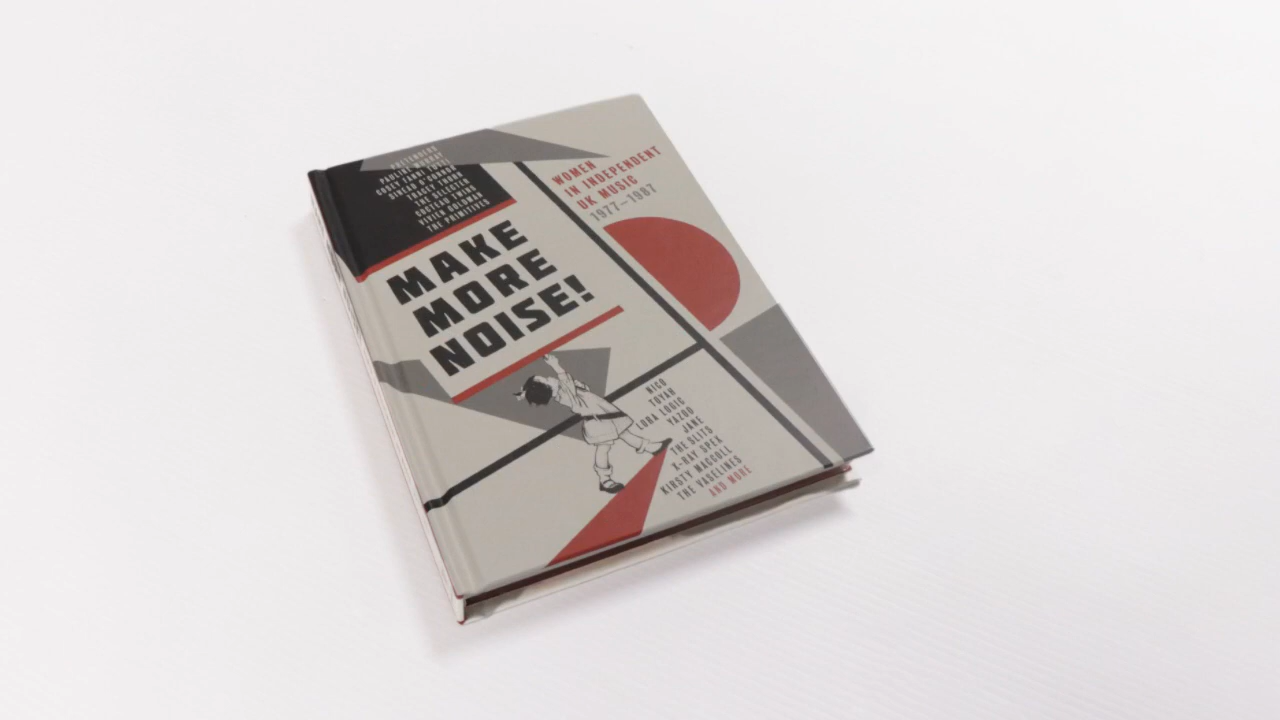 PRETENDERS
PAULINE MURRAY
COSEY FANNI TUTTI
SINEAD O'CONNOR
TRACEY THORN
THE SELECTER
COCTEAU TWINS
VIVIEN GOLDMAN
THE PRIMITIVES
MAKE
MORE
NOISE!
WOMEN
IN INDEPENDENT
UK MUSIC
1977–1987
NICO
TOYAH
LORA LOGIC
YAZOO
JANE
THE SLITS
X-RAY SPEX
KIRSTY MACCOLL
THE VASELINES
AND MORE